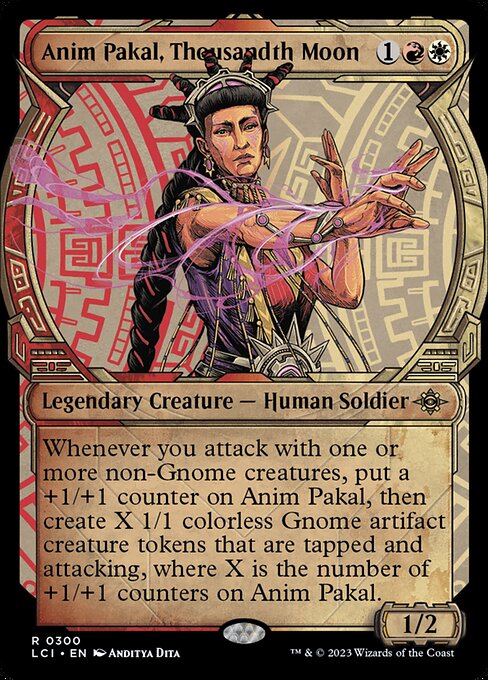 Anim Pakal, Thousandth Moon 1
Legendary Creature — Human Soldier
Whenever you attack with one or
more non-Gnome creatures, put a
+1/+1 counter on Anim Pakal, then
create X 1/1 colorless Gnome artifact
creature tokens that are tapped and
attacking, where X is the number of
+1/+1 counters on Anim Pakal.
1/2
R 0300
LCI • EN Anditya Dita
™ & © 2023 Wizards of the Coast